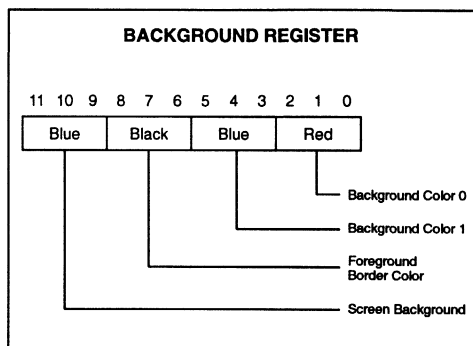 BACKGROUND REGISTER
11 10 9 8 7 6 5 4 3 2 1 0
Blue Black Blue Red
Background Color 0
Background Color 1
Foreground
Border Color
Screen Background